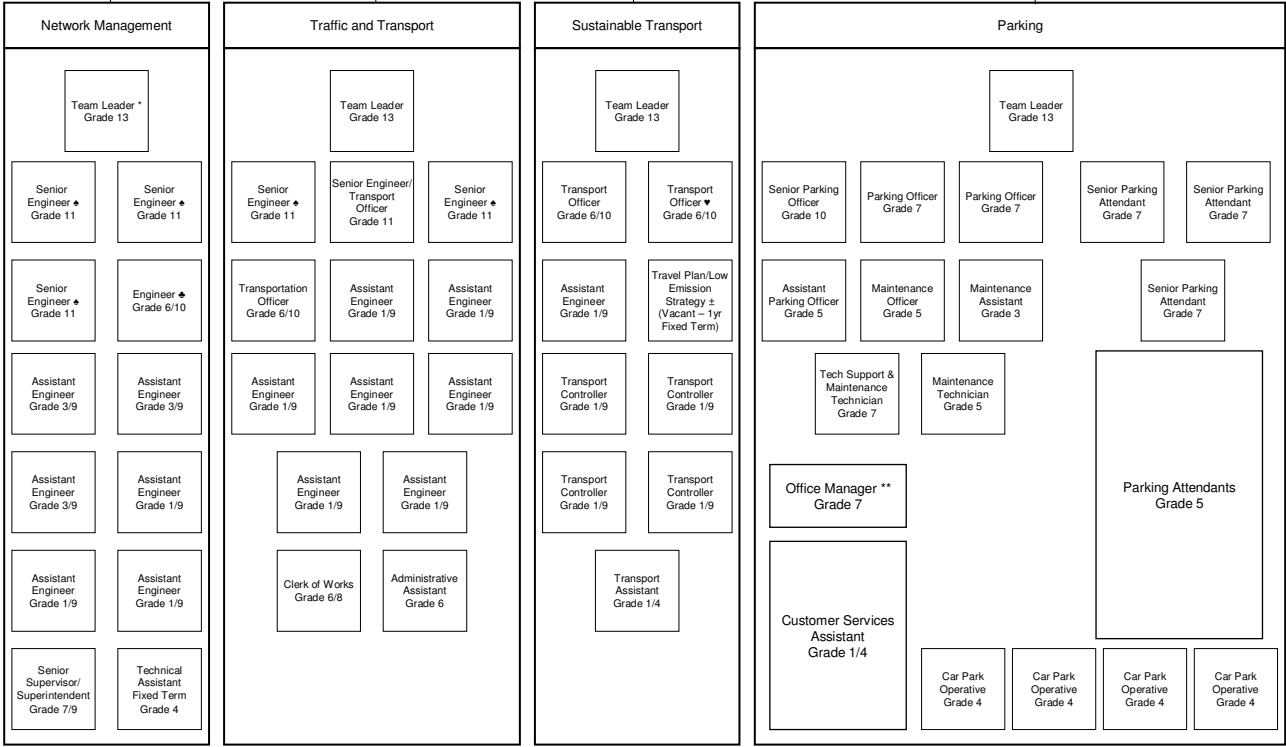 Network Management
Team Leader *
Grade 13
Senior
Engineer ♠
Grade 11
Senior
Engineer ♠
Grade 11
Senior
Engineer ♠
Grade 11
Engineer ♣
Grade 6/10
Assistant
Engineer
Grade 3/9
Assistant
Engineer
Grade 3/9
Assistant
Engineer
Grade 3/9
Assistant
Engineer
Grade 1/9
Assistant
Engineer
Grade 1/9
Assistant
Engineer
Grade 1/9
Senior
Supervisor/
Superintendent
Grade 7/9
Technical
Assistant
Fixed Term
Grade 4
Traffic and Transport
Team Leader
Grade 13
Senior
Engineer ♠
Grade 11
Senior Engineer/
Transport
Officer
Grade 11
Senior
Engineer ♠
Grade 11
Transportation
Officer
Grade 6/10
Assistant
Engineer
Grade 1/9
Assistant
Engineer
Grade 1/9
Assistant
Engineer
Grade 1/9
Assistant
Engineer
Grade 1/9
Assistant
Engineer
Grade 1/9
Assistant
Engineer
Grade 1/9
Assistant
Engineer
Grade 1/9
Clerk of Works
Grade 6/8
Administrative
Assistant
Grade 6
Sustainable Transport
Team Leader
Grade 13
Transport
Officer
Grade 6/10
Transport
Officer ♥
Grade 6/10
Assistant
Engineer
Grade 1/9
Travel Plan/Low
Emission
Strategy ±
(Vacant – 1yr
Fixed Term)
Transport
Controller
Grade 1/9
Transport
Controller
Grade 1/9
Transport
Controller
Grade 1/9
Transport
Controller
Grade 1/9
Transport
Assistant
Grade 1/4
Parking
Team Leader
Grade 13
Senior Parking
Officer
Grade 10
Parking Officer
Grade 7
Parking Officer
Grade 7
Senior Parking
Attendant
Grade 7
Senior Parking
Attendant
Grade 7
Assistant
Parking Officer
Grade 5
Maintenance
Officer
Grade 5
Maintenance
Assistant
Grade 3
Senior Parking
Attendant
Grade 7
Tech Support &
Maintenance
Technician
Grade 7
Maintenance
Technician
Grade 5
Office Manager **
Grade 7
Parking Attendants
Grade 5
Customer Services
Assistant
Grade 1/4
Car Park
Operative
Grade 4
Car Park
Operative
Grade 4
Car Park
Operative
Grade 4
Car Park
Operative
Grade 4